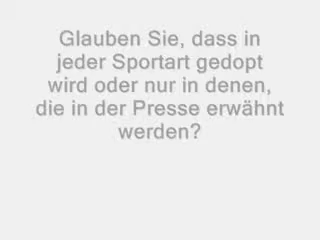 Glauben Sie, dass in
jeder Sportart gedopt
wird oder nur in denen,
die in der Presse erwähnt
werden?